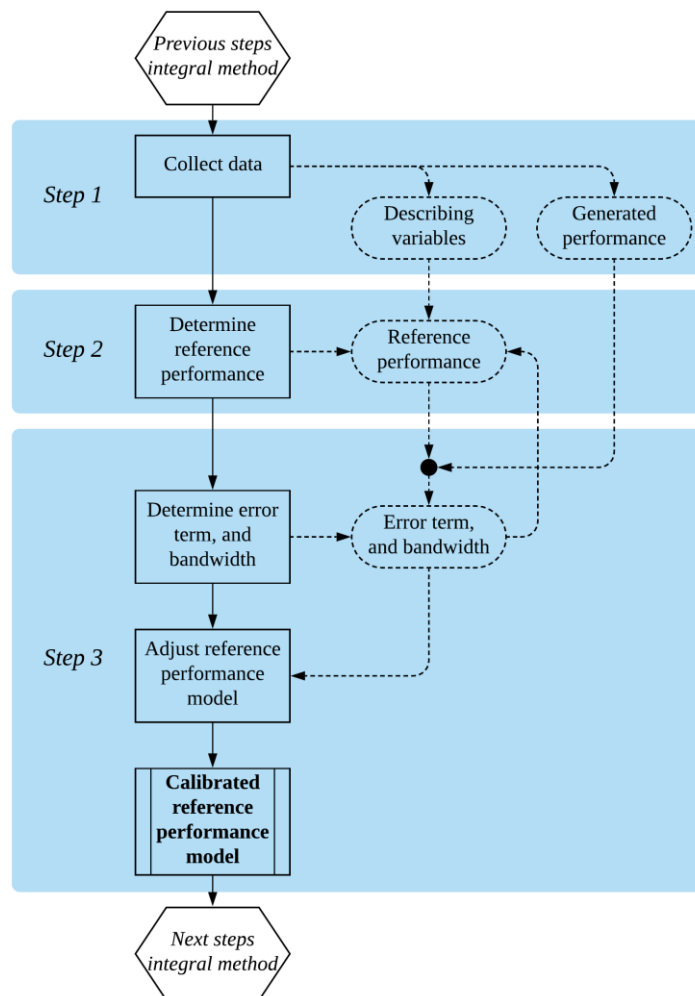 Previous steps
integral method
Step 1
Collect data
Describing
variables
Generated
performance
Step 2
Determine
reference
performance
Reference
performance
Determine error
term, and
bandwidth
Error term,
and bandwidth
Step 3
Adjust reference
performance
model
Calibrated
reference
performance
model
Next steps
integral method